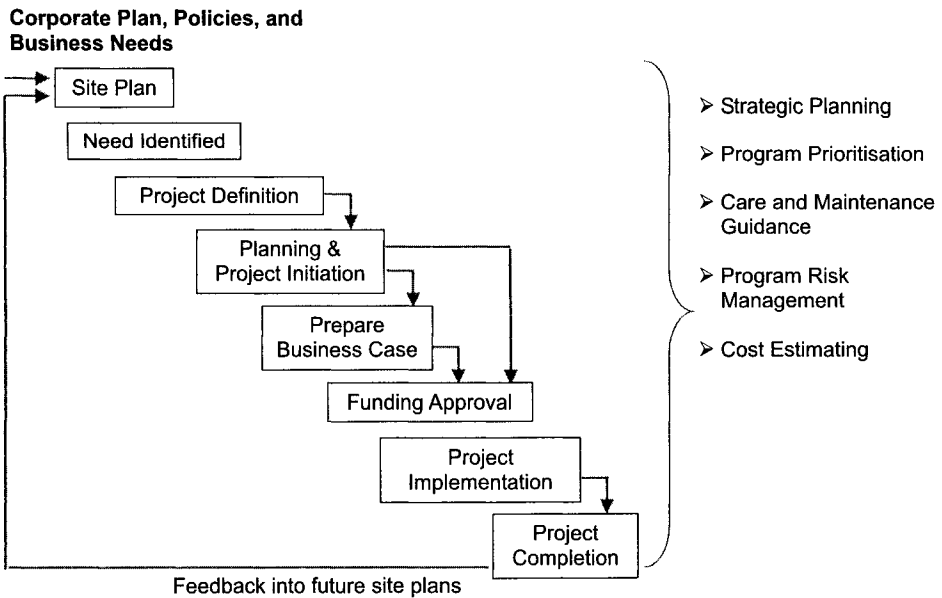 Corporate Plan, Policies, and
Business Needs
Site Plan
Need Identified
Project Definition
Planning &
Project Initiation
Prepare
Business Case
Funding Approval
Project
Implementation
Project
Completion
Feedback into future site plans
➢ Strategic Planning
➢ Program Prioritisation
➢ Care and Maintenance
Guidance
➢ Program Risk
Management
➢ Cost Estimating